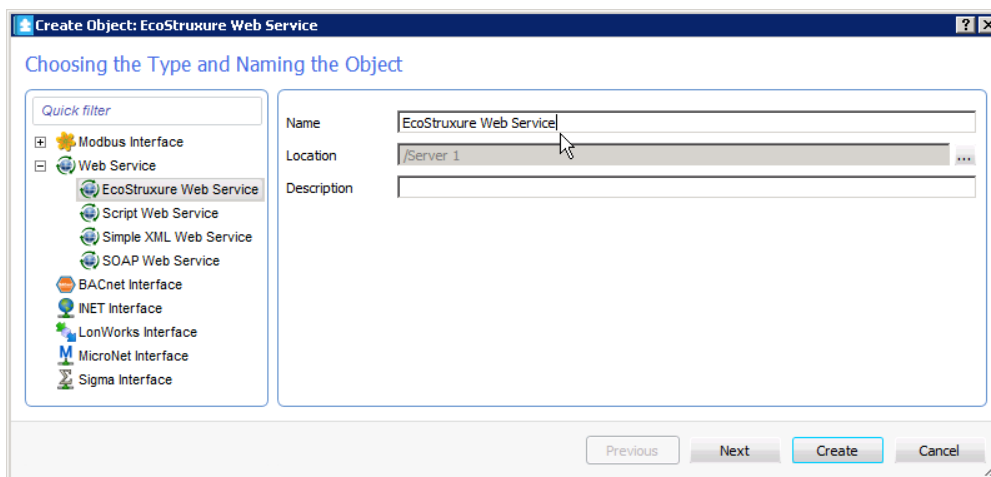 Create Object: EcoStruxure Web Service
Choosing the Type and Naming the Object
Quick filter
Modbus Interface
Web Service
EcoStruxure Web Service
Script Web Service
Simple XML Web Service
SOAP Web Service
BACnet Interface
INET Interface
LonWorks Interface
MicroNet Interface
Sigma Interface
Name EcoStruxure Web Service
Location /Server 1 ...
Description
Previous Next Create Cancel